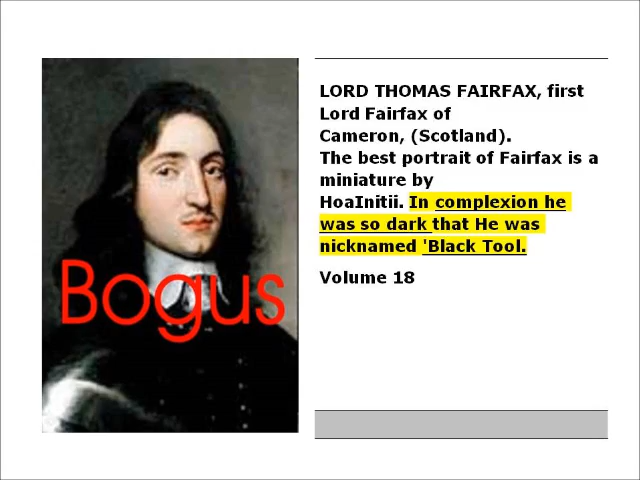 LORD THOMAS FAIRFAX, first
Lord Fairfax of
Cameron, (Scotland).
The best portrait of Fairfax is a
miniature by
HoaInitii. In complexion he
was so dark that He was
nicknamed 'Black Tool.
Volume 18
Bogus